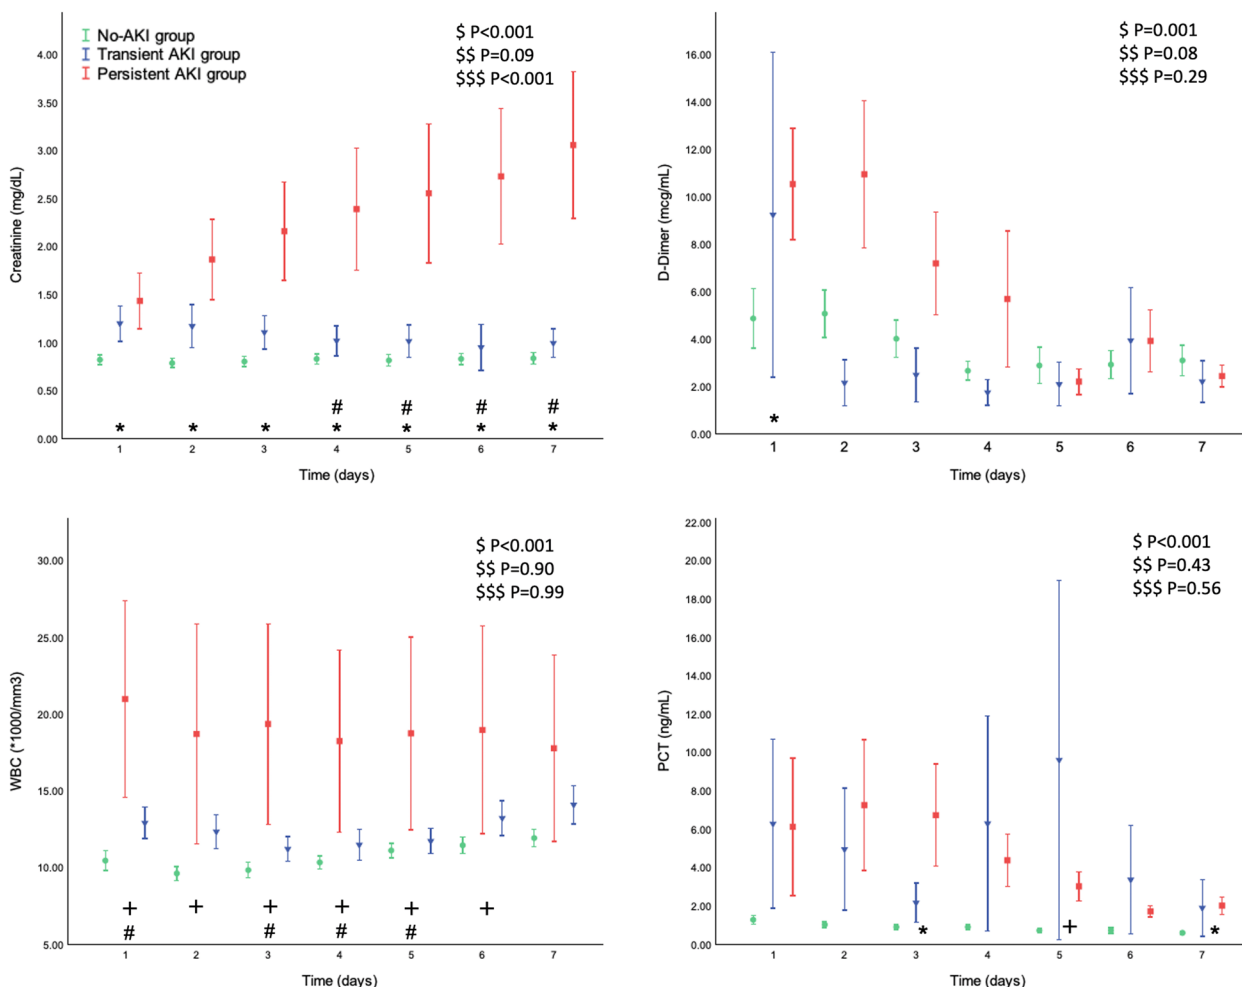 No-AKI group
Transient AKI group
Persistent AKI group
$ P<0.001
$$ P=0.09
$$$ P<0.001
Creatinine (mg/dL)
4.00
3.50
3.00
2.50
2.00
1.50
1.00
0.50
0.00
# # # #
* * * * * * *
1 2 3 4 5 6 7
Time (days)
$ P=0.001
$$ P=0.08
$$$ P=0.29
D-Dimer (mcg/mL)
16.00
14.00
12.00
10.00
8.00
6.00
4.00
2.00
0.00
*
1 2 3 4 5 6 7
Time (days)
$ P<0.001
$$ P=0.90
$$$ P=0.99
WBC (*1000/mm3)
30.00
25.00
20.00
15.00
10.00
5.00
+ + + + + +
# # # #
1 2 3 4 5 6 7
Time (days)
$ P<0.001
$$ P=0.43
$$$ P=0.56
PCT (ng/mL)
22.00
20.00
18.00
16.00
14.00
12.00
10.00
8.00
6.00
4.00
2.00
0.00
* + *
1 2 3 4 5 6 7
Time (days)